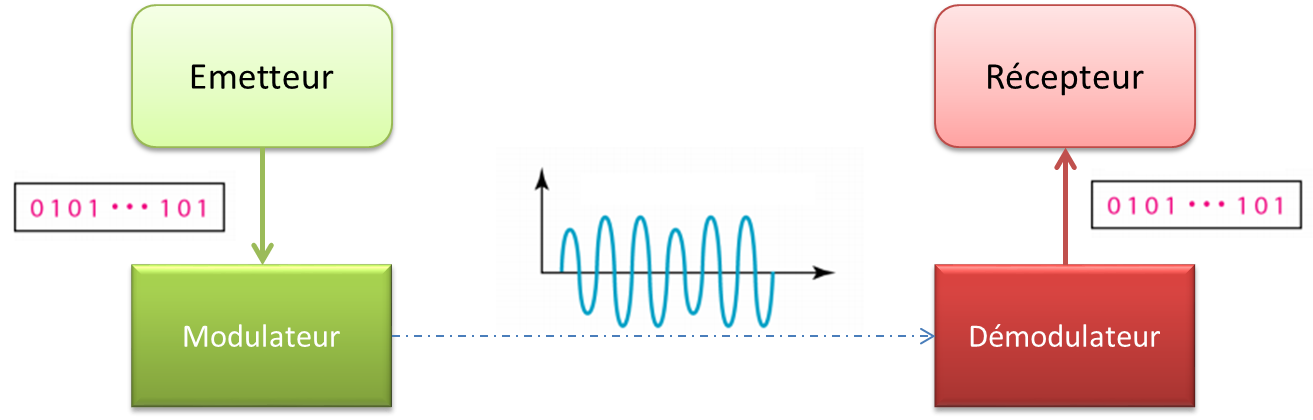 Emetteur
Récepteur
0101 ••• 101
0101 ••• 101
Modulateur
Démodulateur